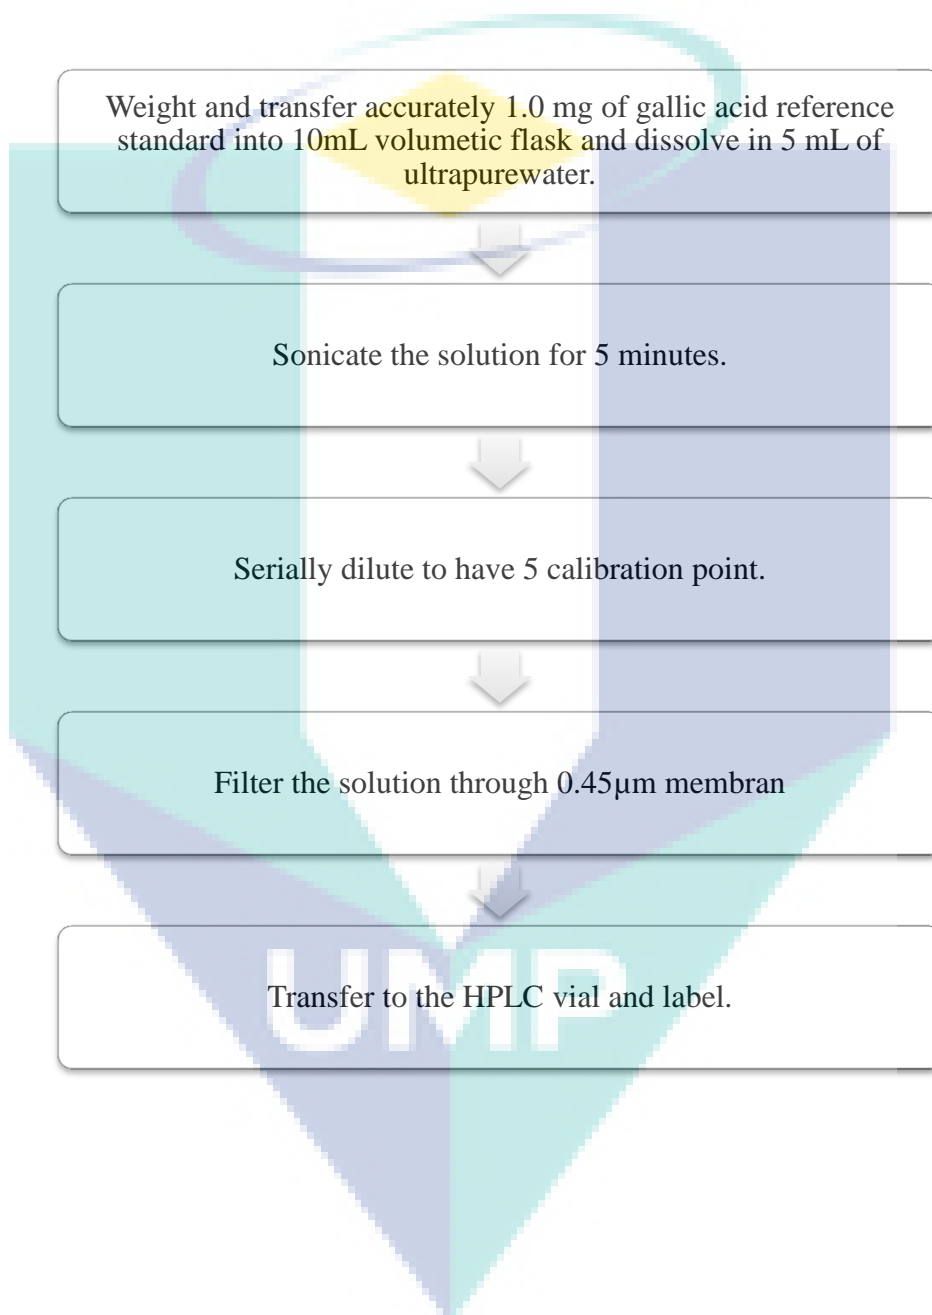 Weight and transfer accurately 1.0 mg of gallic acid reference
standard into 10mL volumetic flask and dissolve in 5 mL of
ultrapurewater.
Sonicate the solution for 5 minutes.
Serially dilute to have 5 calibration point.
Filter the solution through 0.45µm membran
Transfer to the HPLC vial and label.
UMP